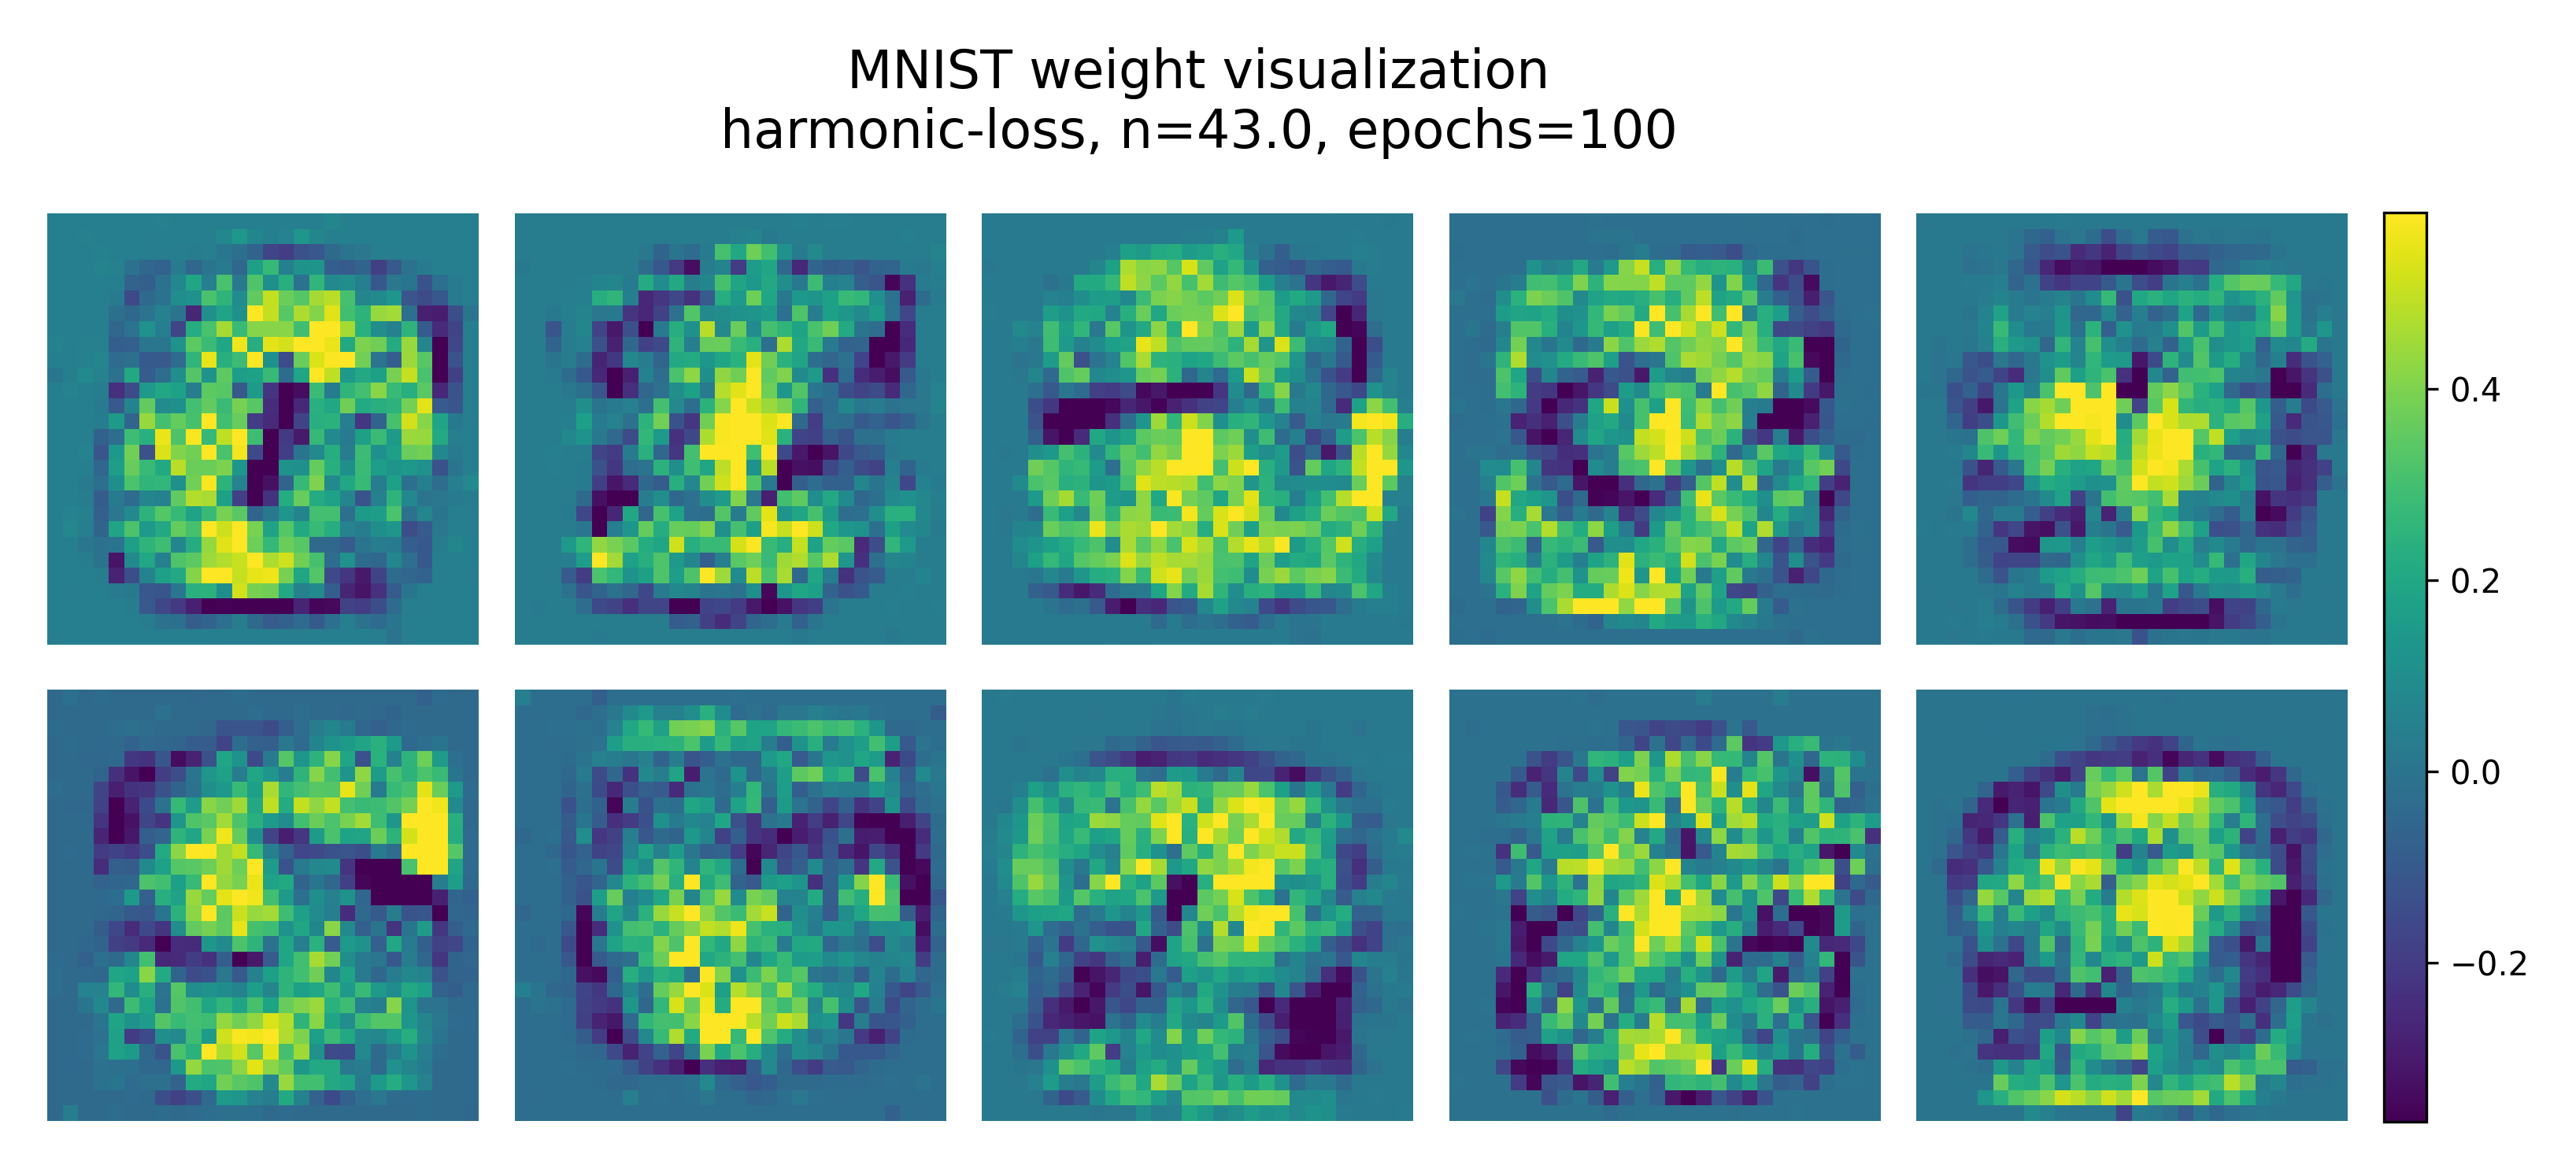 MNIST weight visualization
harmonic-loss, n=43.0, epochs=100
0.4
0.2
0.0
−0.2